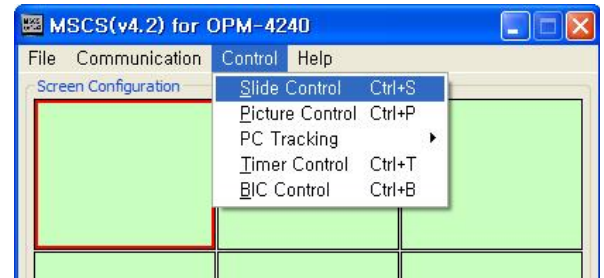 MSCS(v4.2) for OPM-4240
File Communication Control Help
Screen Configuration
Slide Control Ctrl+S
Picture Control Ctrl+P
PC Tracking
Timer Control Ctrl+T
BIC Control Ctrl+B